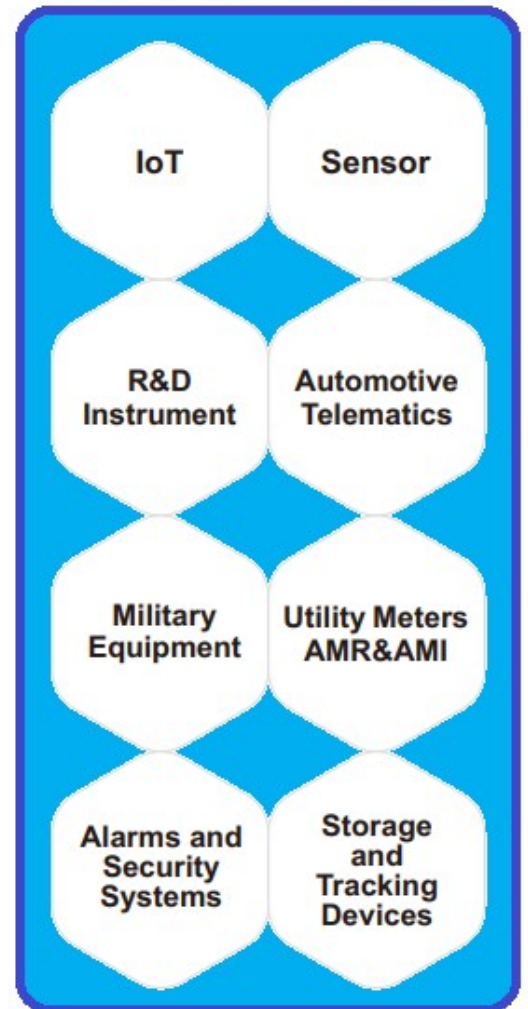 IoT
Sensor
R&D
Instrument
Automotive
Telematics
Military
Equipment
Utility Meters
AMR&AMI
Alarms and
Security
Systems
Storage
and
Tracking
Devices